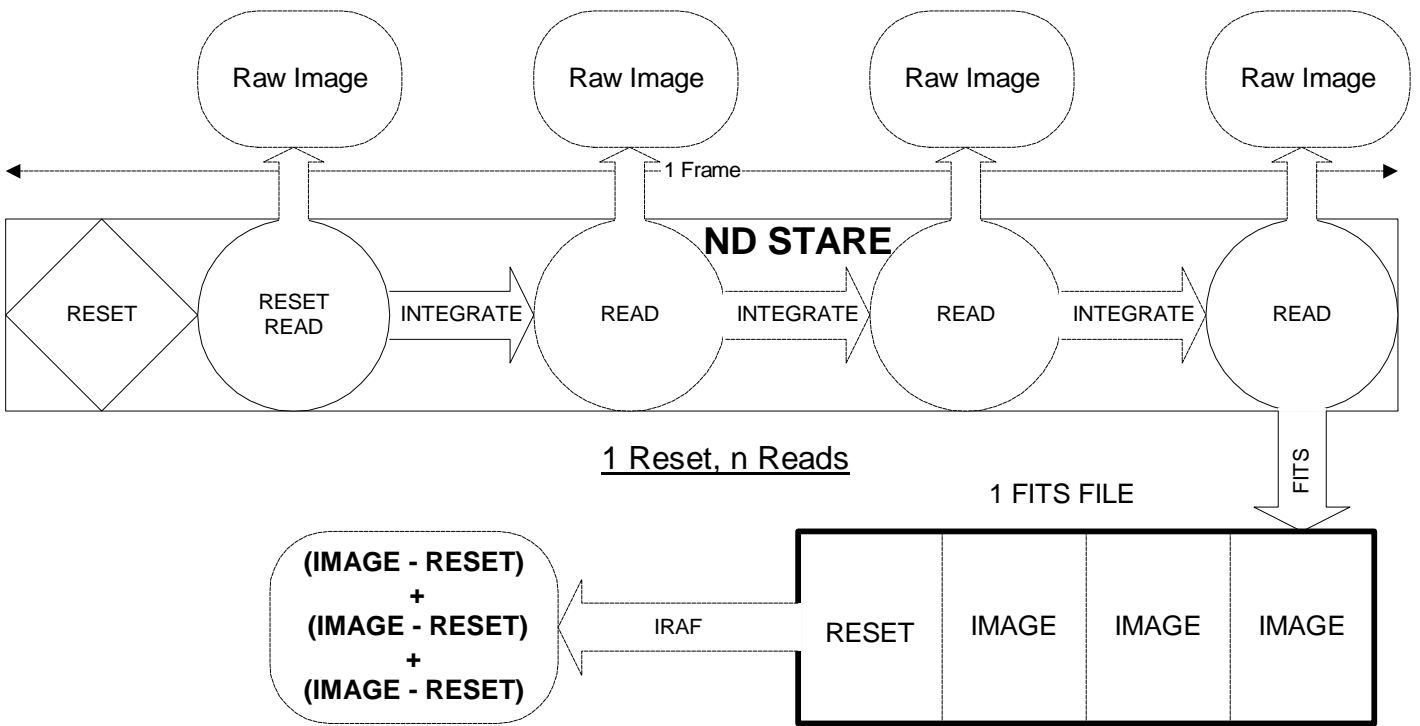 Raw Image
Raw Image
Raw Image
Raw Image
1 Frame
ND STARE
RESET
RESET
READ
INTEGRATE
READ
INTEGRATE
READ
INTEGRATE
READ
1 Reset, n Reads
FITS
1 FITS FILE
(IMAGE - RESET)
+
(IMAGE - RESET)
+
(IMAGE - RESET)
IRAF
RESET
IMAGE
IMAGE
IMAGE